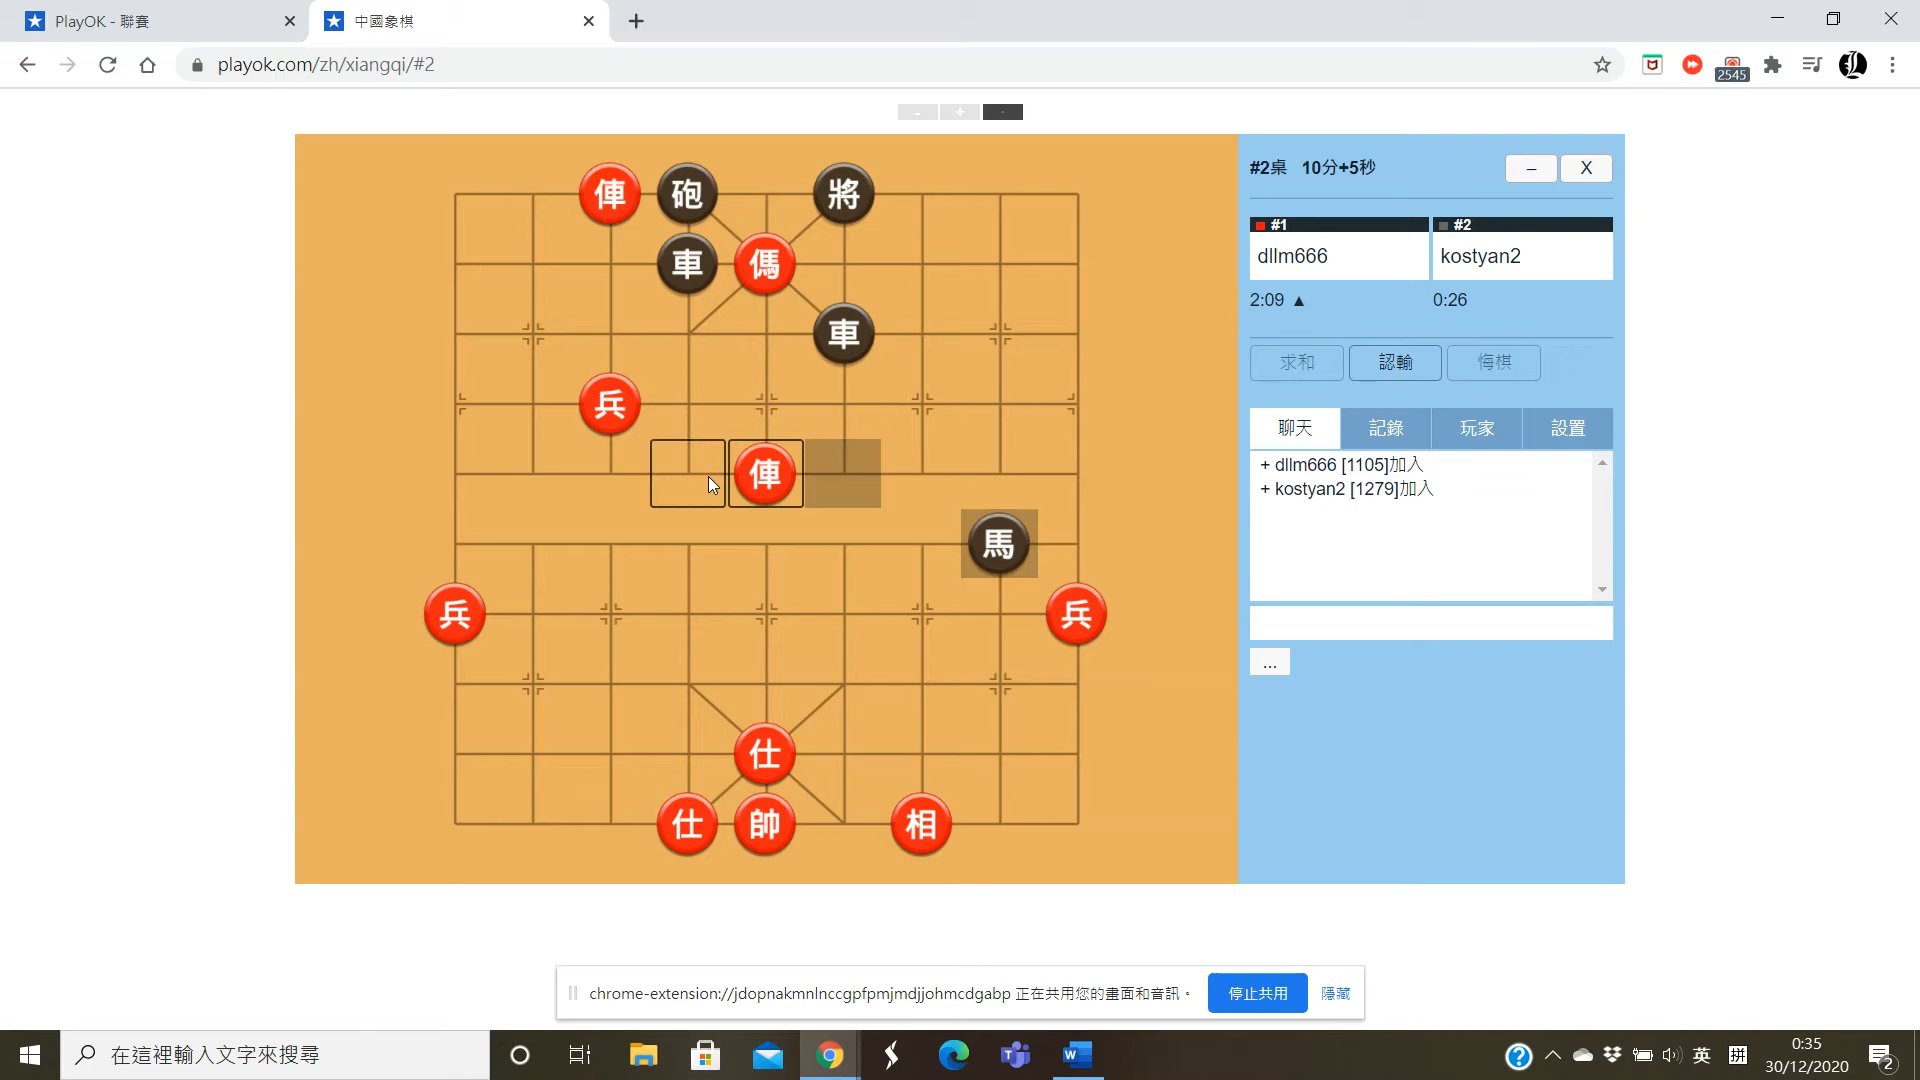 PlayOK - 聯賽
中國象棋
playok.com/zh/xiangqi/#2
2545
- + -
俥 砲 將
車 傌
車
兵
俥
馬
兵 兵
仕
仕 帥 相
#2桌 10分+5秒
– X
#1 #2
dllm666 kostyan2
2:09 ▲ 0:26
求和 認輸 悔棋
聊天 記錄 玩家 設置
+ dllm666 [1105]加入
+ kostyan2 [1279]加入
...
chrome-extension://jdopnakmnlnccgpfpmjmdjjohmcdgabp 正在共用您的畫面和音訊。 停止共用 隱藏
在這裡輸入文字來搜尋
英 拼
0:35
30/12/2020
2